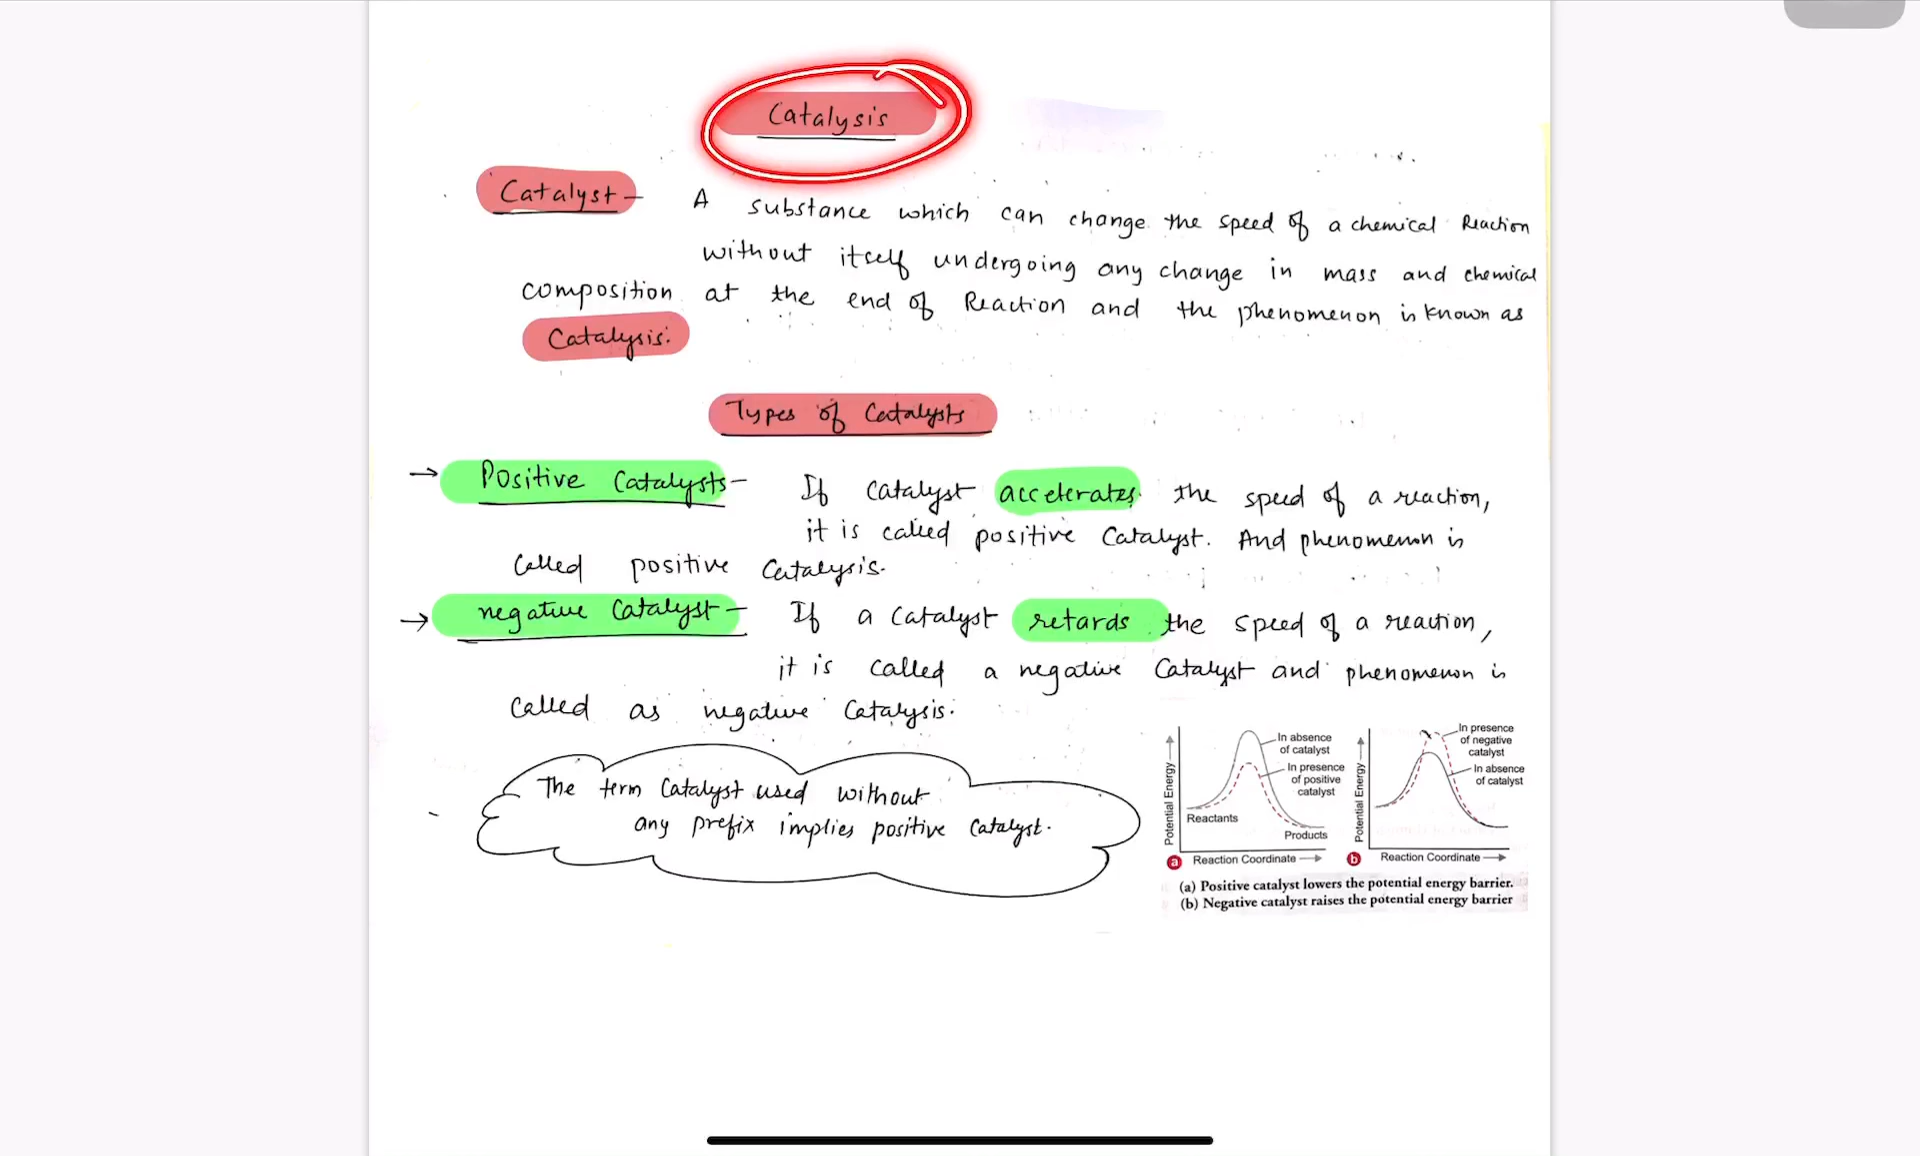 Catalysis
Catalyst - A substance which can change the speed of a chemical Reaction
without itself undergoing any change in mass and chemical
composition at the end of Reaction and the phenomenon is known as
Catalysis.
Types of Catalysts
→ Positive Catalysts - If catalyst accelerates the speed of a reaction,
it is called positive Catalyst. And phenomenon is
called positive Catalysis.
→ negative Catalyst - If a catalyst retards the speed of a reaction,
it is called a negative Catalyst and phenomenon is
called as negative Catalysis.
The term Catalyst used without
any prefix implies positive Catalyst.
Potential Energy →
In absence
of catalyst
In presence
of positive
catalyst
Reactants
Products
a Reaction Coordinate →
Potential Energy →
In presence
of negative
catalyst
In absence
of catalyst
b Reaction Coordinate →
(a) Positive catalyst lowers the potential energy barrier.
(b) Negative catalyst raises the potential energy barrier